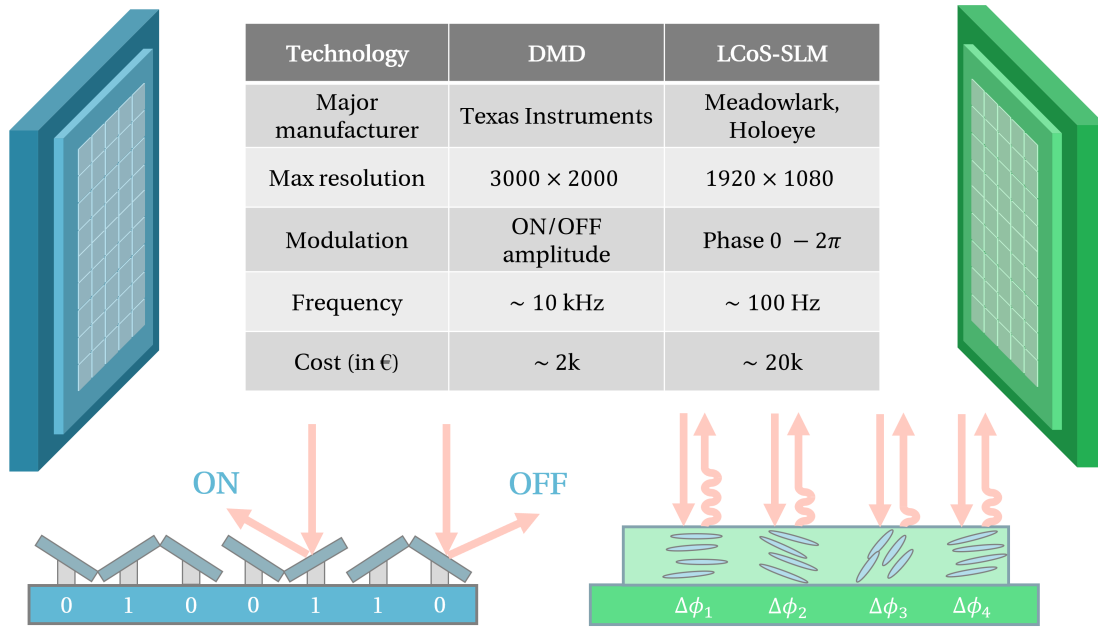 Technology DMD LCoS-SLM
Major manufacturer Texas Instruments Meadowlark, Holoeye
Max resolution 3000 × 2000 1920 × 1080
Modulation ON/OFF amplitude Phase 0 − 2π
Frequency ~ 10 kHz ~ 100 Hz
Cost (in €) ~ 2k ~ 20k
ON
OFF
0 1 0 0 1 1 0
Δϕ₁ Δϕ₂ Δϕ₃ Δϕ₄